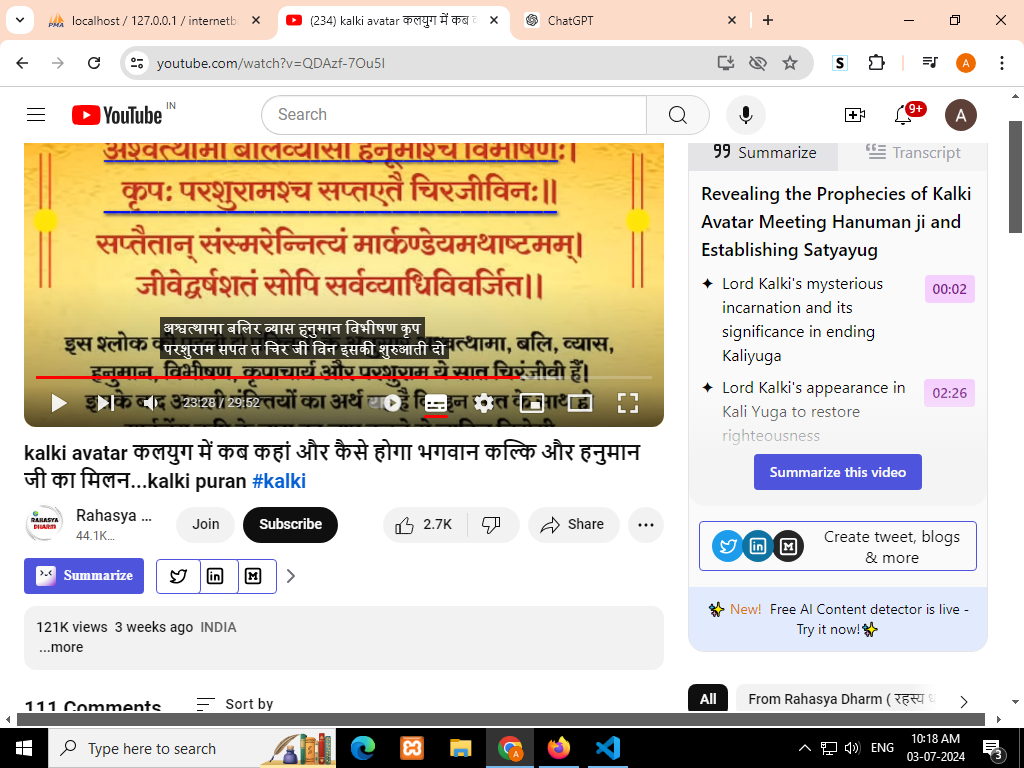 localhost / 127.0.0.1 / internetb
(234) kalki avatar कलयुग में कब क
ChatGPT
youtube.com/watch?v=QDAzf-7Ou5I
S
A
YouTube IN
Search
9+
A
अश्वत्थामा बलिर्व्यासो हनूमांश्च विभीषणः।
कृपः परशुरामश्च सप्तएतै चिरजीविनः॥
सप्तैतान् संस्मरेन्नित्यं मार्कण्डेयमथाष्टमम्।
जीवेद्वर्षशतं सोपि सर्वव्याधिविवर्जित।।
अश्वत्थामा बलिर व्यास हनुमान विभीषण कृप
परशुराम सपत त चिर जी विन इसकी शुरुआती दो
इस श्लोक की अश्वत्थामा, बलि, व्यास,
हनुमान, विभीषण, कृपाचार्य और परशुराम ये सात चिरंजीवी हैं।
23:28 / 29:52
kalki avatar कलयुग में कब कहां और कैसे होगा भगवान कल्कि और हनुमान
जी का मिलन...kalki puran #kalki
RAHASYA
DHARM
Rahasya ...
44.1K...
Join
Subscribe
2.7K
Share
Summarize
121K views 3 weeks ago INDIA
...more
111 Comments
Sort by
Summarize
Transcript
Revealing the Prophecies of Kalki
Avatar Meeting Hanuman ji and
Establishing Satyayug
Lord Kalki's mysterious
incarnation and its
significance in ending
Kaliyuga
00:02
Lord Kalki's appearance in
Kali Yuga to restore
righteousness
02:26
Summarize this video
Create tweet, blogs
& more
New! Free AI Content detector is live -
Try it now!
All
From Rahasya Dharm ( रहस्य
Type here to search
ENG
10:18 AM
03-07-2024
3